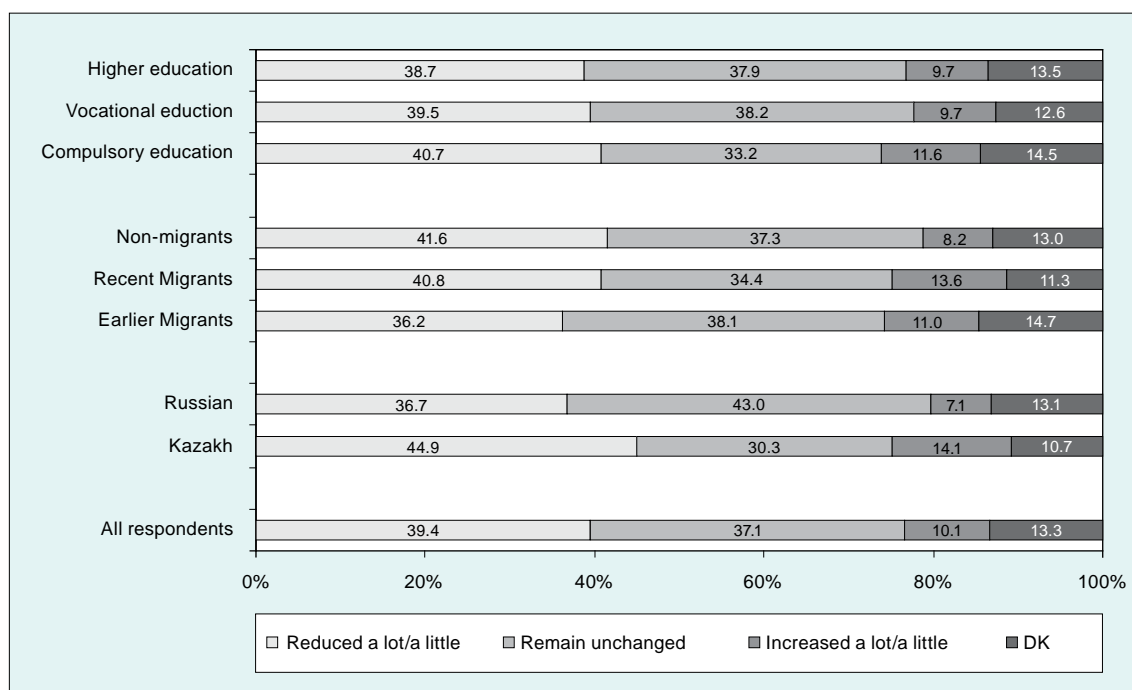 Higher education 38.7 37.9 9.7 13.5
Vocational eduction 39.5 38.2 9.7 12.6
Compulsory education 40.7 33.2 11.6 14.5
Non-migrants 41.6 37.3 8.2 13.0
Recent Migrants 40.8 34.4 13.6 11.3
Earlier Migrants 36.2 38.1 11.0 14.7
Russian 36.7 43.0 7.1 13.1
Kazakh 44.9 30.3 14.1 10.7
All respondents 39.4 37.1 10.1 13.3
0% 20% 40% 60% 80% 100%
Reduced a lot/a little Remain unchanged Increased a lot/a little DK